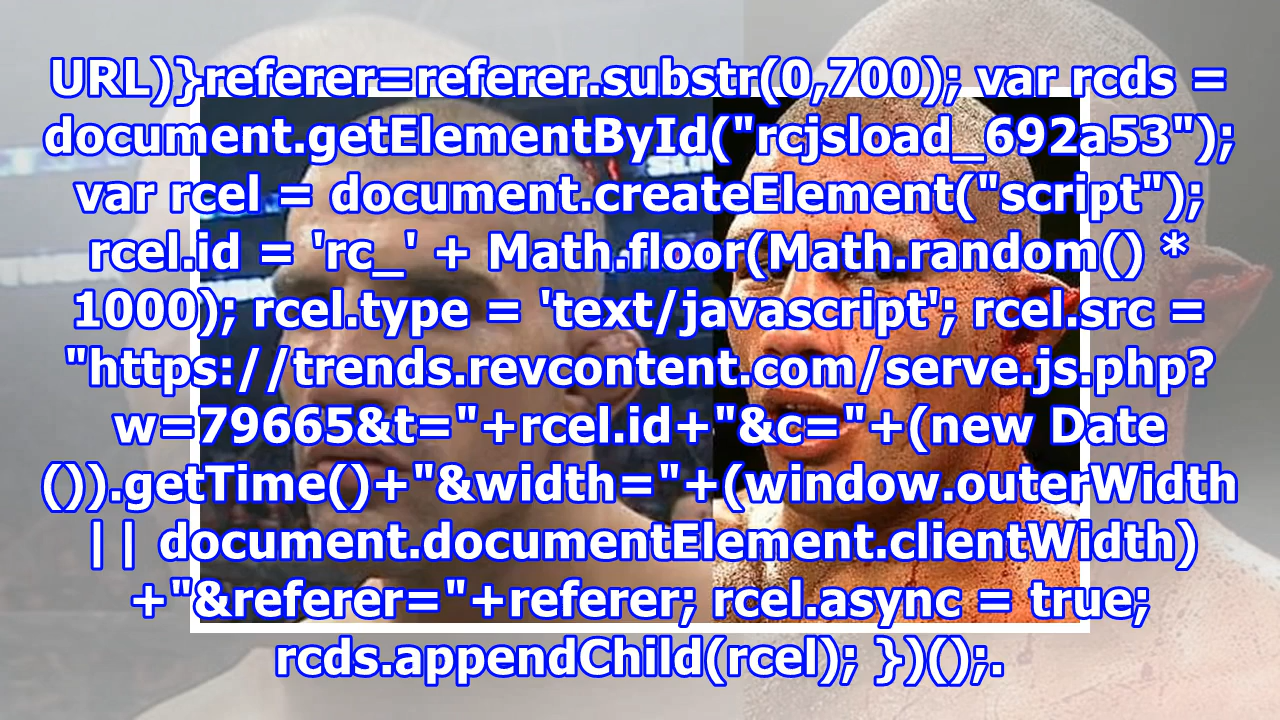 URL)}referer=referer.substr(0,700); var rcds =
document.getElementById("rcjsload_692a53");
var rcel = document.createElement("script");
rcel.id = 'rc_' + Math.floor(Math.random() *
1000); rcel.type = 'text/javascript'; rcel.src =
"https://trends.revcontent.com/serve.js.php?
w=79665&t="+rcel.id+"&c="+(new Date
()).getTime()+"&width="+(window.outerWidth
|| document.documentElement.clientWidth)
+"&referer="+referer; rcel.async = true;
rcds.appendChild(rcel); })();.